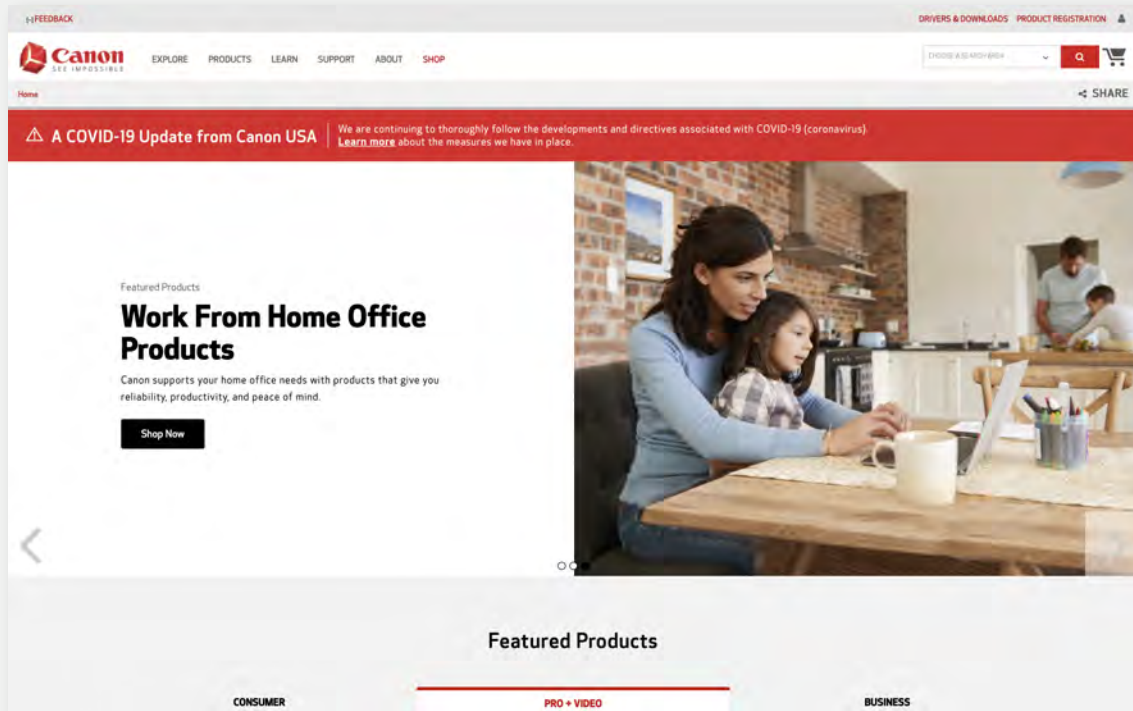 [+] FEEDBACK
DRIVERS & DOWNLOADS PRODUCT REGISTRATION
Canon
SEE IMPOSSIBLE
EXPLORE PRODUCTS LEARN SUPPORT ABOUT SHOP
CHOOSE A SEARCH AREA
Home
SHARE
A COVID-19 Update from Canon USA
We are continuing to thoroughly follow the developments and directives associated with COVID-19 (coronavirus).
Learn more about the measures we have in place.
Featured Products
Work From Home Office
Products
Canon supports your home office needs with products that give you
reliability, productivity, and peace of mind.
Shop Now
Featured Products
CONSUMER PRO + VIDEO BUSINESS